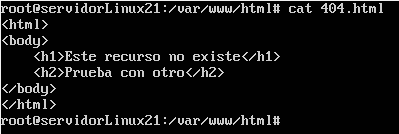 root@servidorLinux21:/var/www/html# cat 404.html
<html>
<body>
    <h1>Este recurso no existe</h1>
    <h2>Prueba con otro</h2>
</body>
</html>
root@servidorLinux21:/var/www/html#